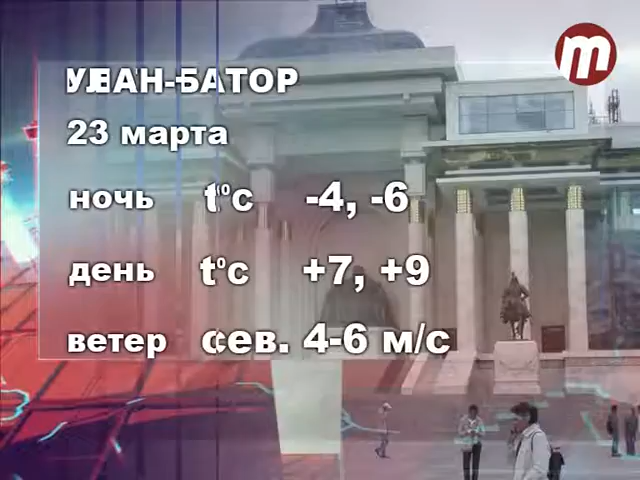 УЛАН-БАТОР
23 марта
ночь t°c -4, -6
день t°c +7, +9
ветер сев. 4-6 м/с
m